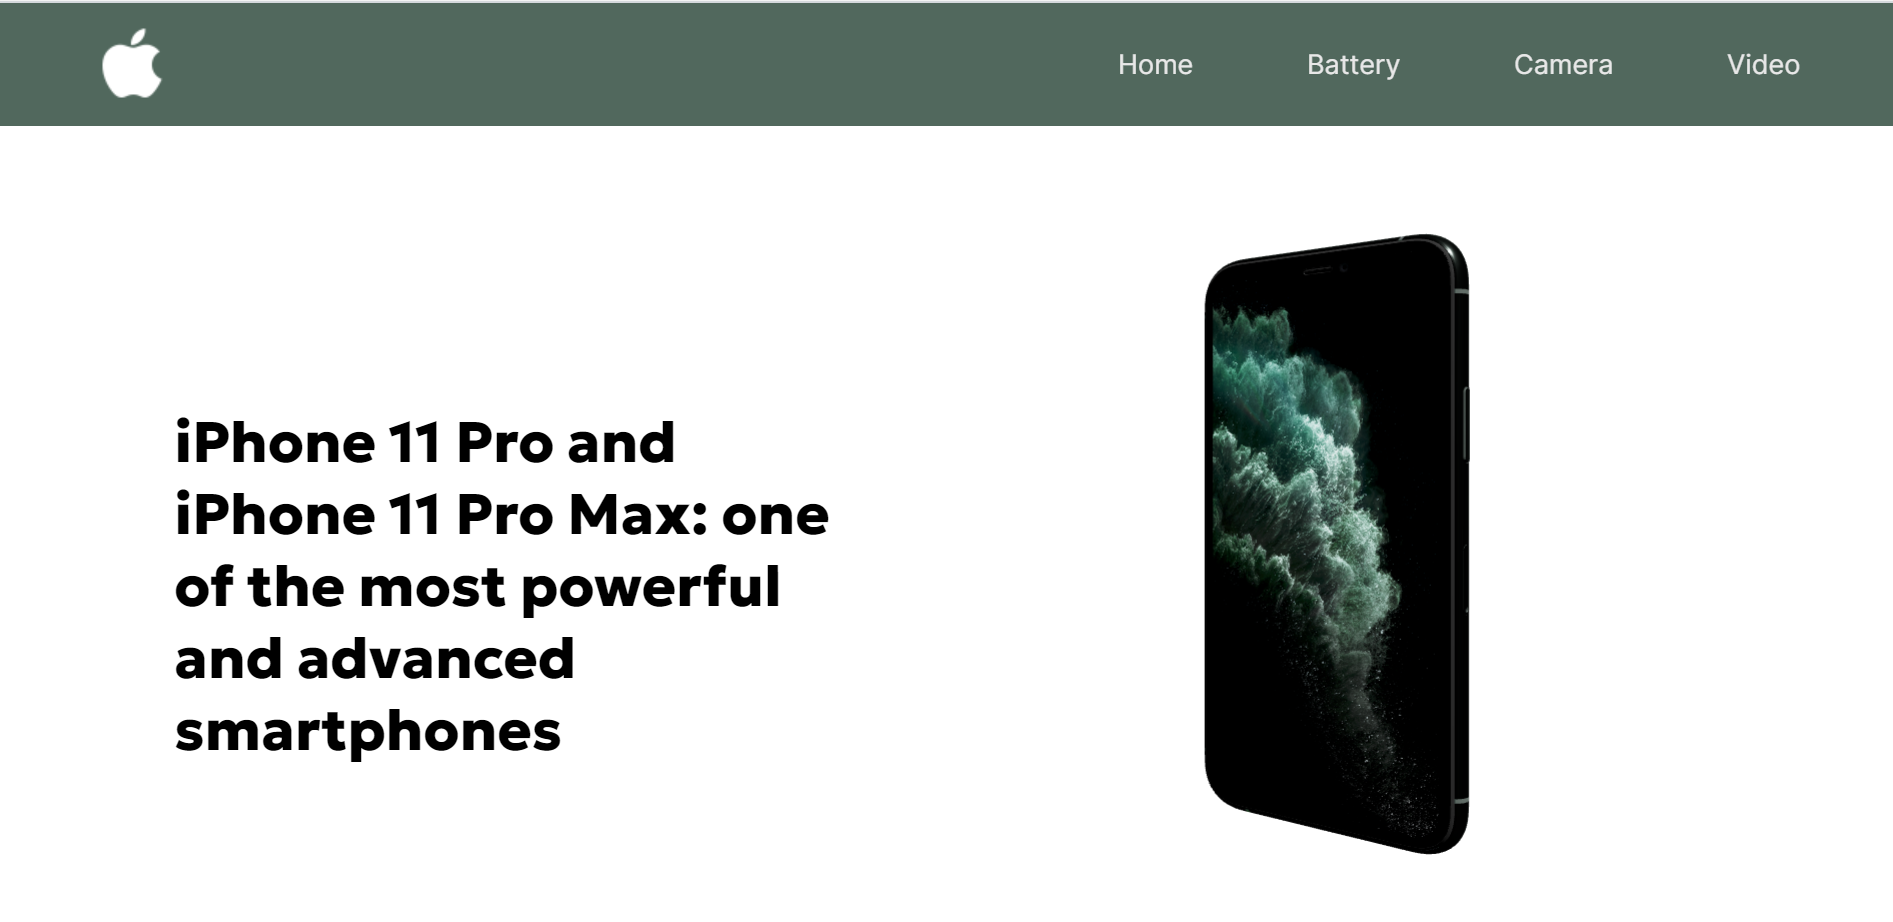 Home Battery Camera Video
iPhone 11 Pro and
iPhone 11 Pro Max: one
of the most powerful
and advanced
smartphones